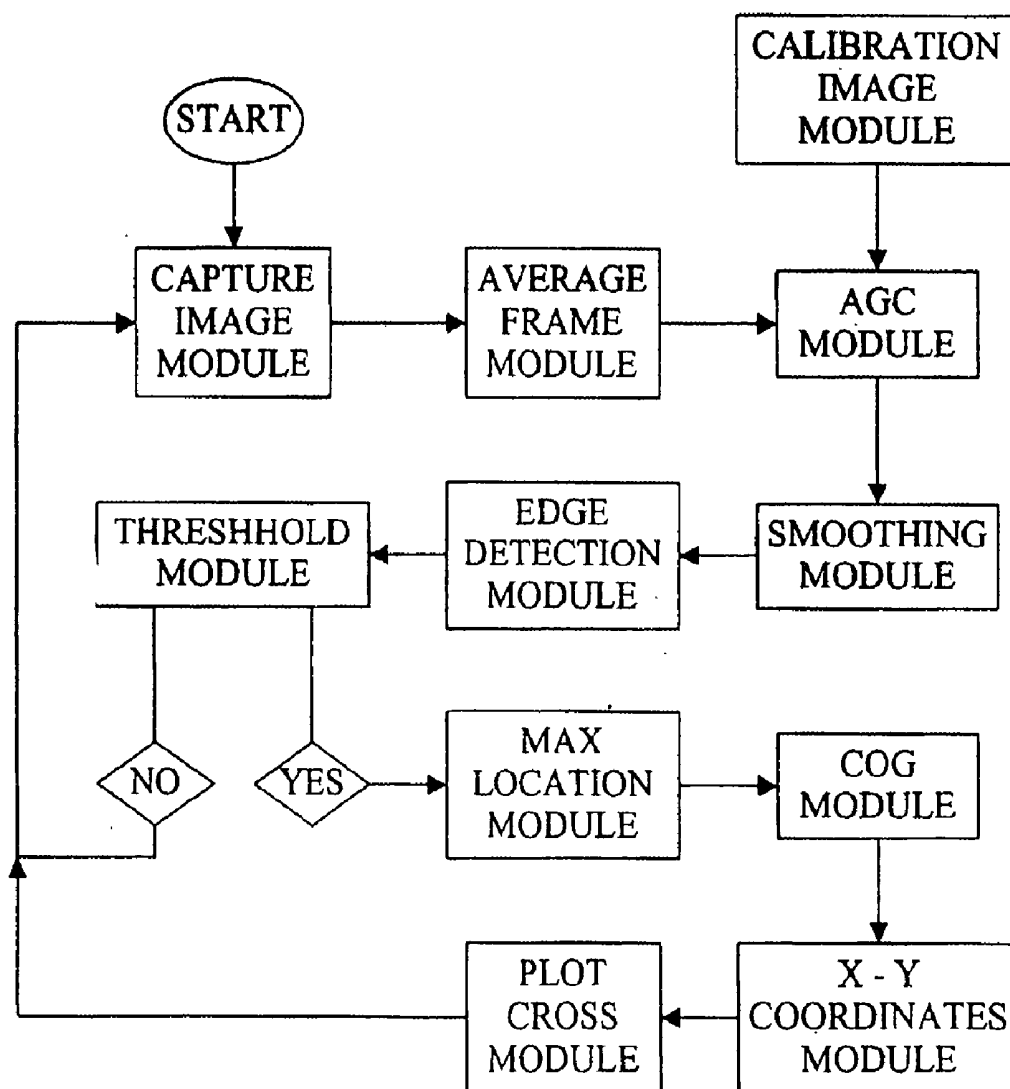 CALIBRATION
IMAGE
MODULE
START
CAPTURE
IMAGE
MODULE
AVERAGE
FRAME
MODULE
AGC
MODULE
THRESHHOLD
MODULE
EDGE
DETECTION
MODULE
SMOOTHING
MODULE
NO
YES
MAX
LOCATION
MODULE
COG
MODULE
PLOT
CROSS
MODULE
X - Y
COORDINATES
MODULE